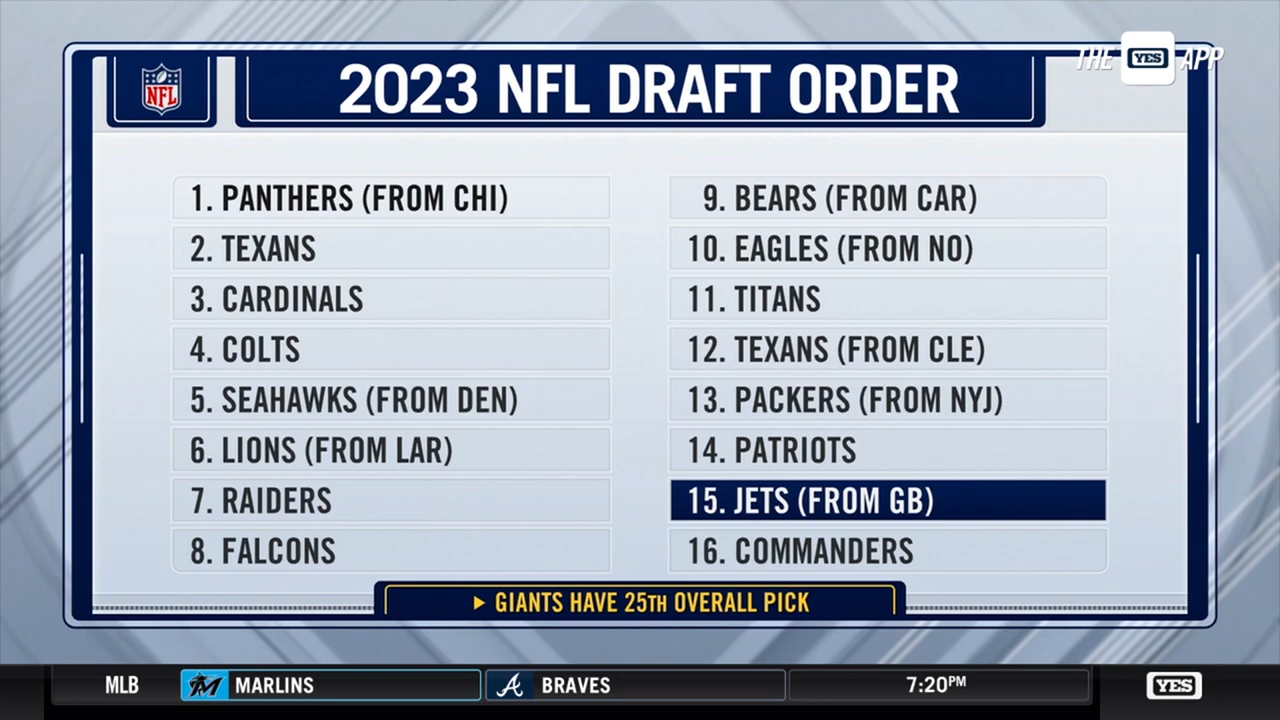 THE YES APP
NFL
2023 NFL DRAFT ORDER
1. PANTHERS (FROM CHI)
2. TEXANS
3. CARDINALS
4. COLTS
5. SEAHAWKS (FROM DEN)
6. LIONS (FROM LAR)
7. RAIDERS
8. FALCONS
9. BEARS (FROM CAR)
10. EAGLES (FROM NO)
11. TITANS
12. TEXANS (FROM CLE)
13. PACKERS (FROM NYJ)
14. PATRIOTS
15. JETS (FROM GB)
16. COMMANDERS
GIANTS HAVE 25TH OVERALL PICK
MLB M MARLINS A BRAVES 7:20PM YES